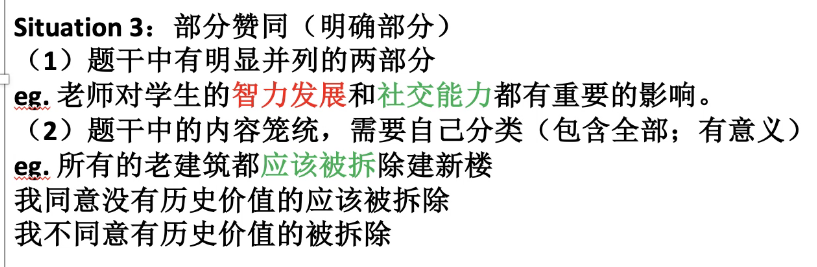 Situation 3：部分赞同（明确部分）
（1）题干中有明显并列的两部分
eg. 老师对学生的智力发展和社交能力都有重要的影响。
（2）题干中的内容笼统，需要自己分类（包含全部；有意义）
eg. 所有的老建筑都应该被拆除建新楼
我同意没有历史价值的应该被拆除
我不同意有历史价值的被拆除